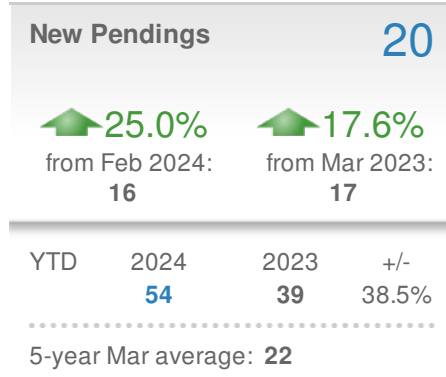 New Pendings 20
25.0% 17.6%
from Feb 2024: from Mar 2023:
16 17
YTD 2024 2023 +/-
54 39 38.5%
5-year Mar average: 22